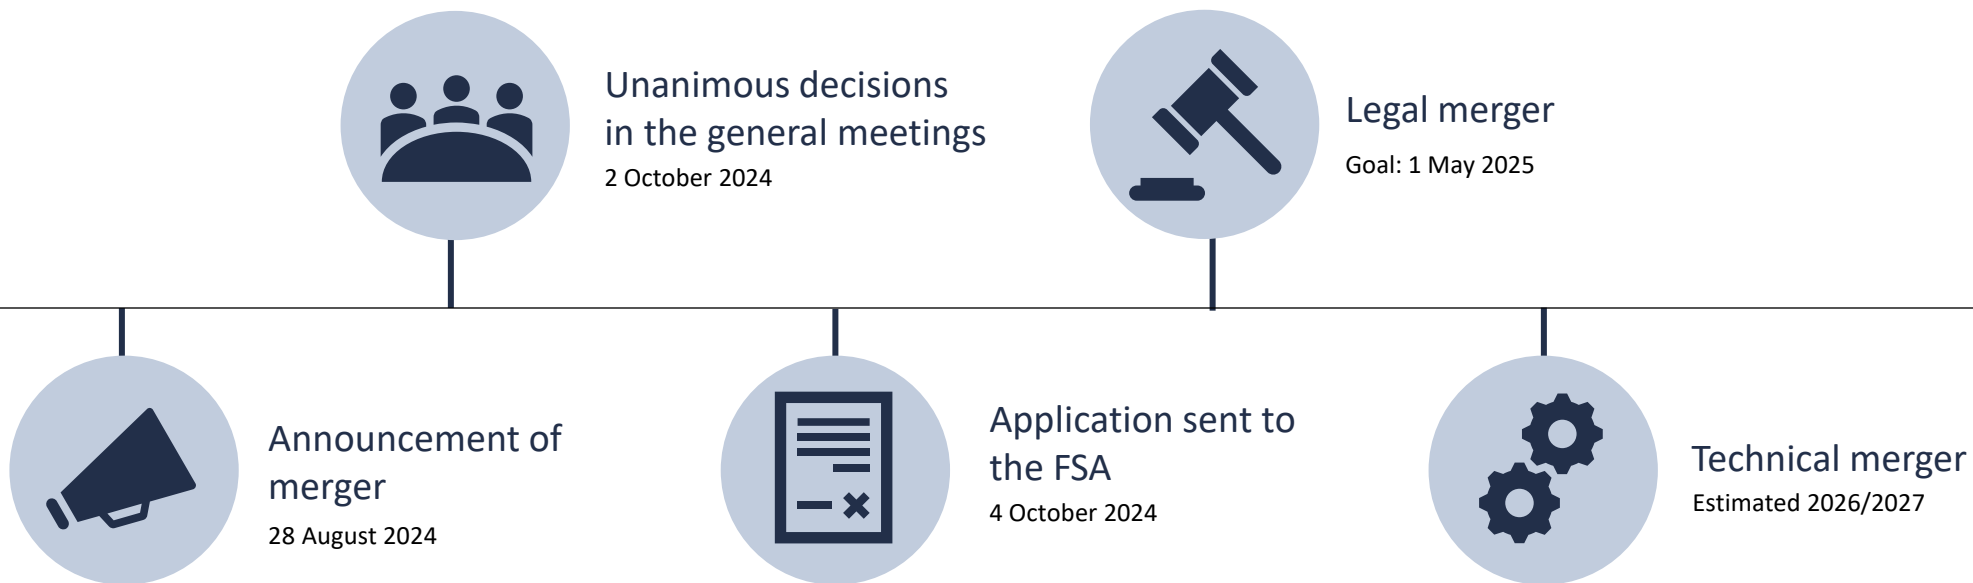 Announcement of
merger
28 August 2024
Unanimous decisions
in the general meetings
2 October 2024
Application sent to
the FSA
4 October 2024
Legal merger
Goal: 1 May 2025
Technical merger
Estimated 2026/2027